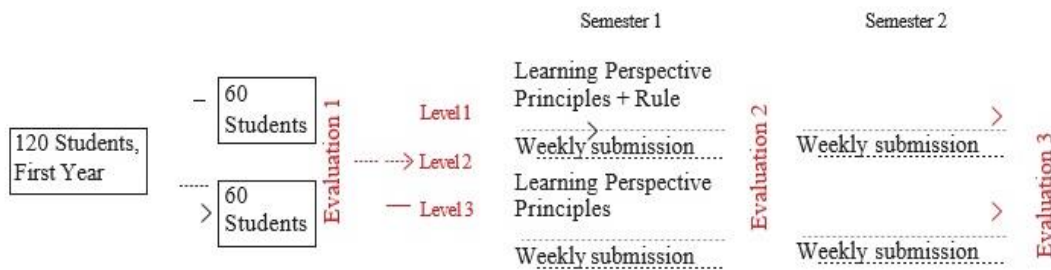 Semester 1
Semester 2
120 Students,
First Year
60
Students
60
Students
Evaluation 1
Level 1
Level 2
Level 3
Learning Perspective
Principles + Rule
Weekly submission
Learning Perspective
Principles
Weekly submission
Evaluation 2
Weekly submission
Weekly submission
Evaluation 3